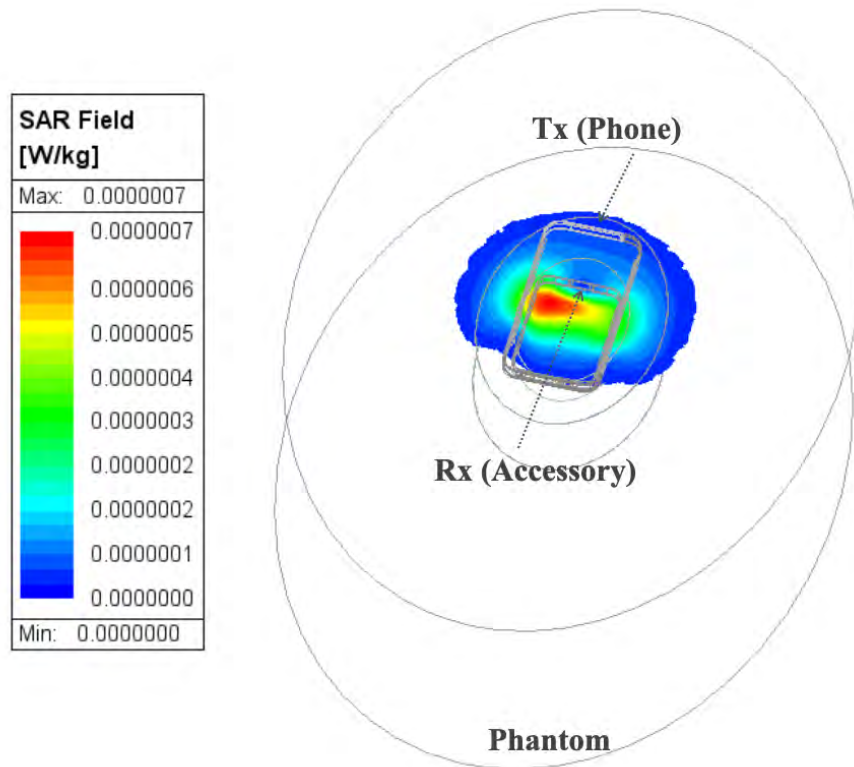 SAR Field
[W/kg]
Max: 0.0000007
0.0000007
0.0000006
0.0000005
0.0000004
0.0000003
0.0000002
0.0000002
0.0000001
0.0000000
Min: 0.0000000
Tx (Phone)
Rx (Accessory)
Phantom